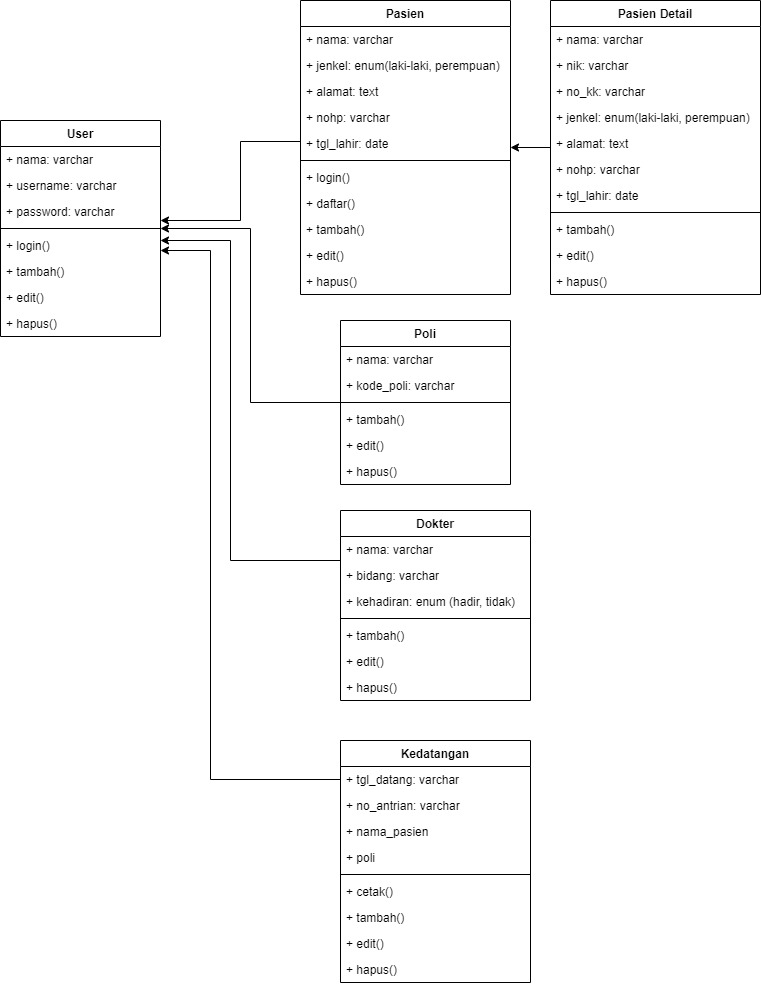 Pasien
+ nama: varchar
+ jenkel: enum(laki-laki, perempuan)
+ alamat: text
+ nohp: varchar
+ tgl_lahir: date
+ login()
+ daftar()
+ tambah()
+ edit()
+ hapus()
Pasien Detail
+ nama: varchar
+ nik: varchar
+ no_kk: varchar
+ jenkel: enum(laki-laki, perempuan)
+ alamat: text
+ nohp: varchar
+ tgl_lahir: date
+ tambah()
+ edit()
+ hapus()
User
+ nama: varchar
+ username: varchar
+ password: varchar
+ login()
+ tambah()
+ edit()
+ hapus()
Poli
+ nama: varchar
+ kode_poli: varchar
+ tambah()
+ edit()
+ hapus()
Dokter
+ nama: varchar
+ bidang: varchar
+ kehadiran: enum (hadir, tidak)
+ tambah()
+ edit()
+ hapus()
Kedatangan
+ tgl_datang: varchar
+ no_antrian: varchar
+ nama_pasien
+ poli
+ cetak()
+ tambah()
+ edit()
+ hapus()